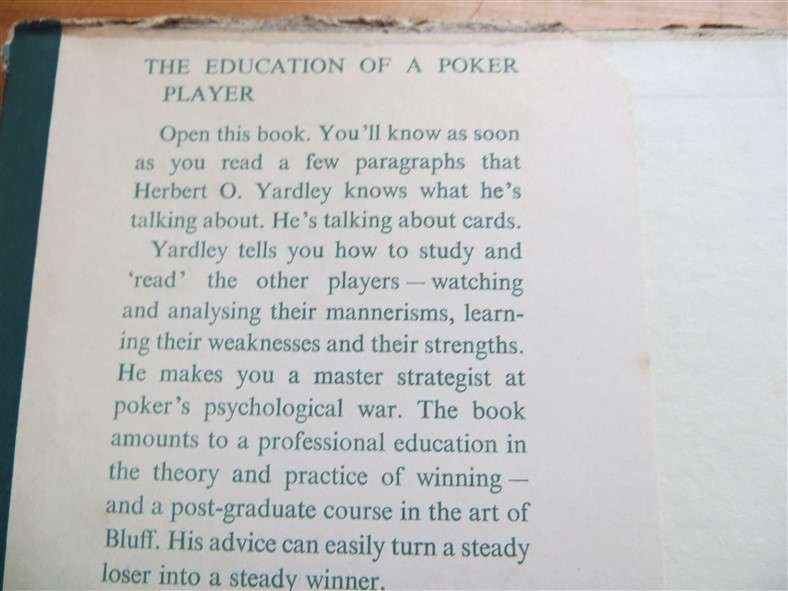 THE EDUCATION OF A POKER
PLAYER
Open this book. You'll know as soon
as you read a few paragraphs that
Herbert O. Yardley knows what he's
talking about. He's talking about cards.
Yardley tells you how to study and
'read' the other players — watching
and analysing their mannerisms, learn-
ing their weaknesses and their strengths.
He makes you a master strategist at
poker's psychological war. The book
amounts to a professional education in
the theory and practice of winning —
and a post-graduate course in the art of
Bluff. His advice can easily turn a steady
loser into a steady winner.